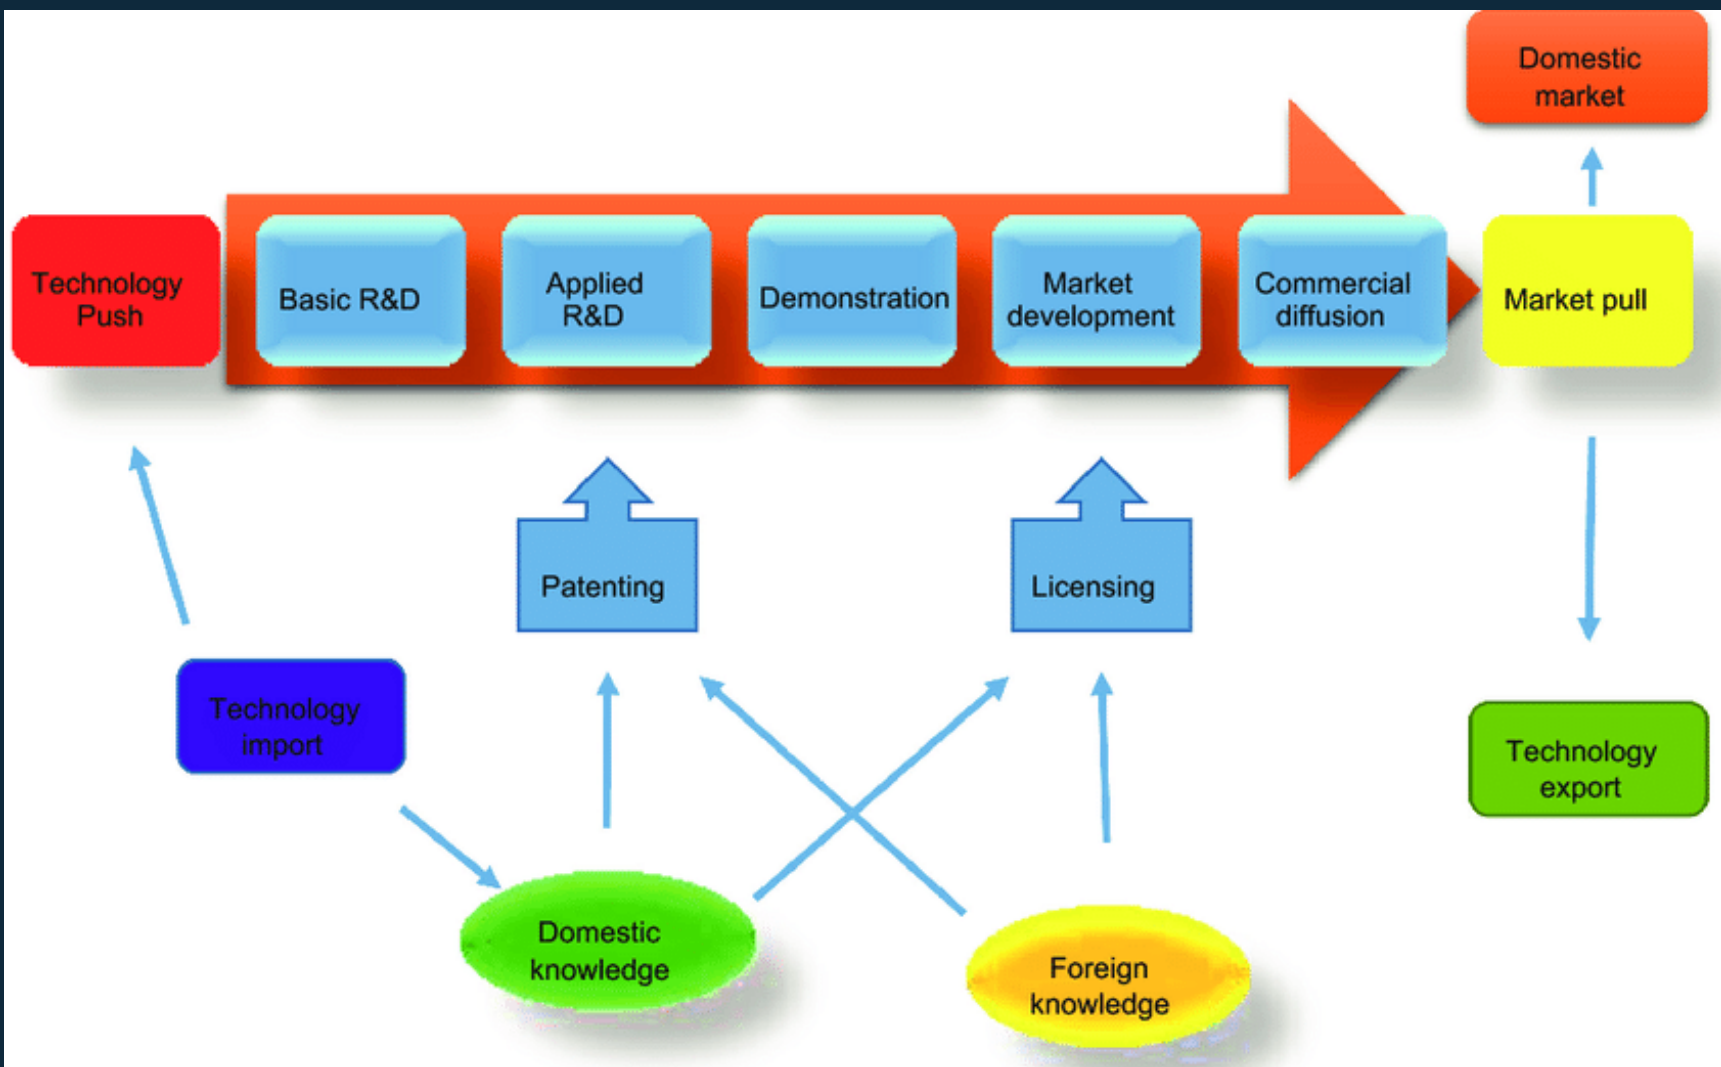 Domestic
market
Technology
Push
Basic R&D
Applied
R&D
Demonstration
Market
development
Commercial
diffusion
Market pull
Patenting
Licensing
Technology
import
Technology
export
Domestic
knowledge
Foreign
knowledge